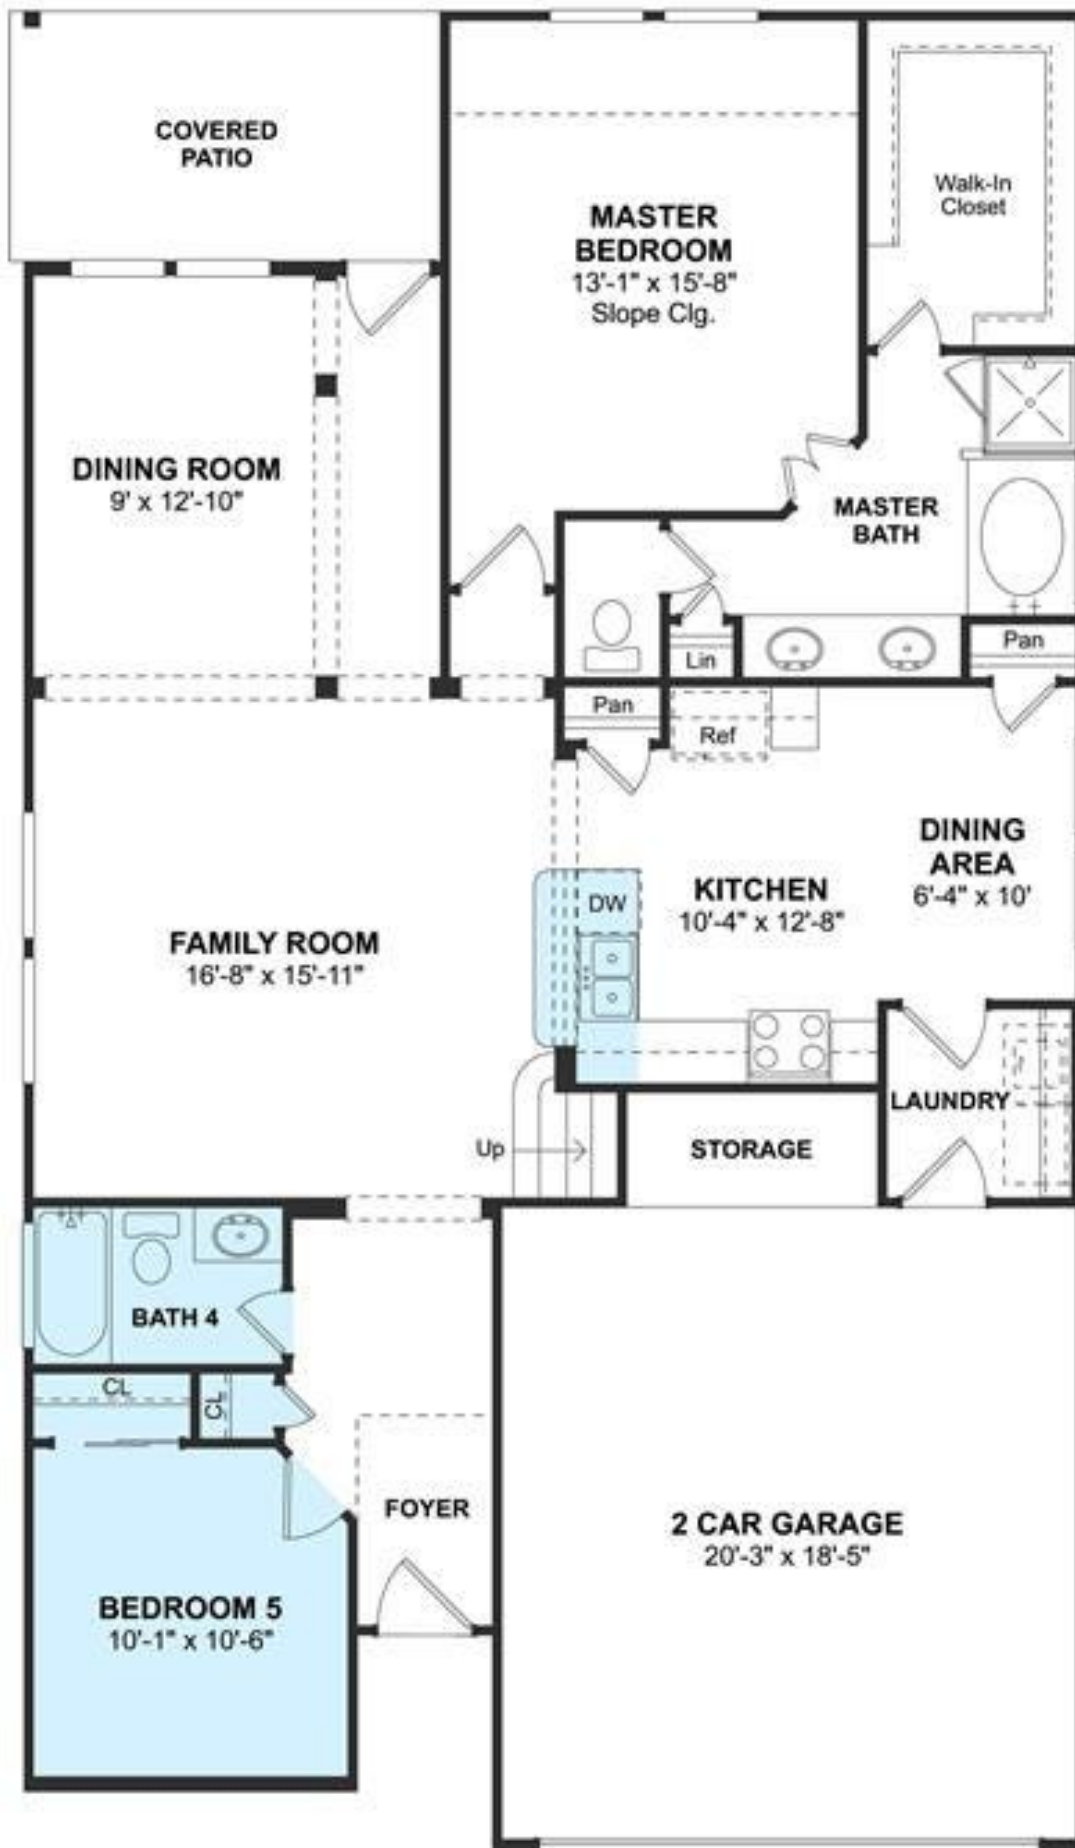 COVERED
PATIO
Walk-In
Closet
MASTER
BEDROOM
13'-1" x 15'-8"
Slope Clg.
DINING ROOM
9' x 12'-10"
MASTER
BATH
Lin
Pan
Pan
Ref
DINING
AREA
6'-4" x 10'
KITCHEN
10'-4" x 12'-8"
DW
FAMILY ROOM
16'-8" x 15'-11"
LAUNDRY
Up
STORAGE
BATH 4
CL
CL
FOYER
2 CAR GARAGE
20'-3" x 18'-5"
BEDROOM 5
10'-1" x 10'-6"